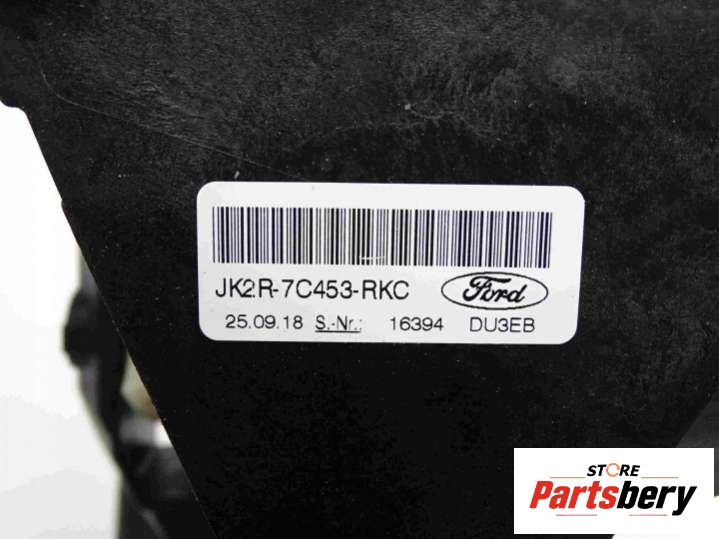 JK2R-7C453-RKC
Ford
25.09.18 S.-Nr.: 16394 DU3EB
STORE
Partsbery